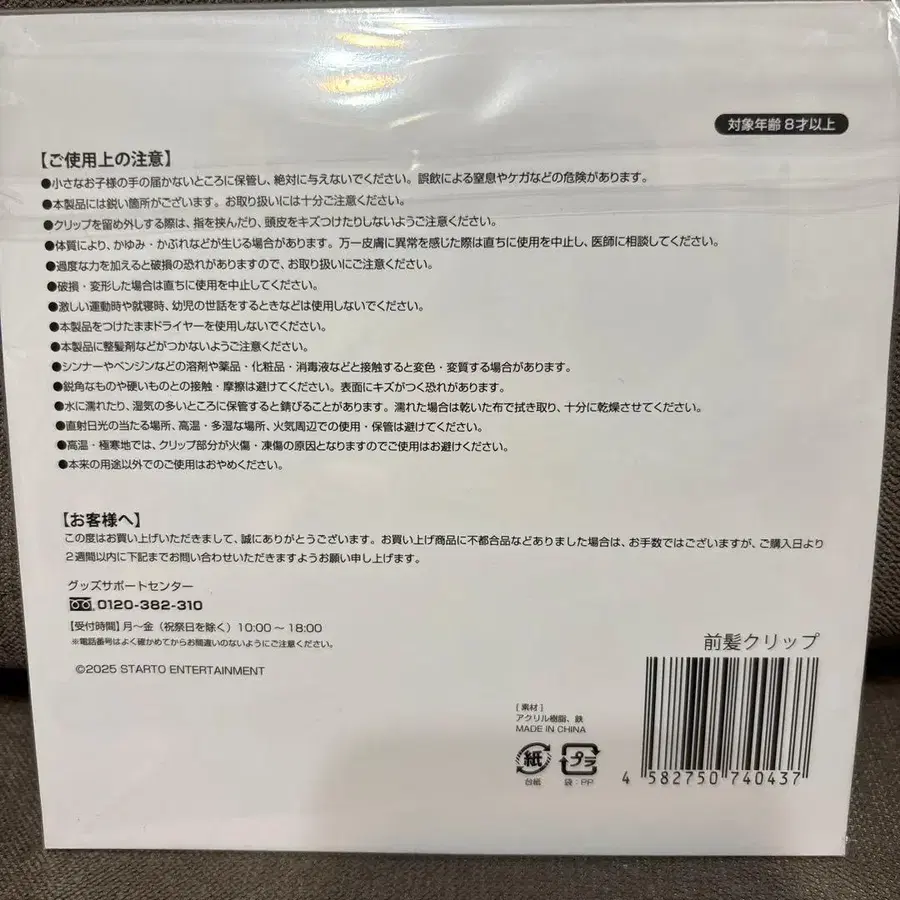 対象年齢 8才以上
【ご使用上の注意】
●小さなお子様の手の届かないところに保管し、絶対に与えないでください。誤飲による窒息やケガなどの危険があります。
●本製品には鋭い箇所がございます。お取り扱いには十分ご注意ください。
●クリップを留め外しする際は、指を挟んだり、頭皮をキズつけたりしないようご注意ください。
●体質により、かゆみ・かぶれなどが生じる場合があります。万一皮膚に異常を感じた際は直ちに使用を中止し、医師に相談してください。
●過度な力を加えると破損の恐れがありますので、お取り扱いにご注意ください。
●破損・変形した場合は直ちに使用を中止してください。
●激しい運動時や就寝時、幼児の世話をするときなどは使用しないでください。
●本製品をつけたままドライヤーを使用しないでください。
●本製品に整髪剤などがつかないようご注意ください。
●シンナーやベンジンなどの溶剤や薬品・化粧品・消毒液などと接触すると変色・変質する場合があります。
●鋭角なものや硬いものとの接触・摩擦は避けてください。表面にキズがつく恐れがあります。
●水に濡れたり、湿気の多いところに保管すると錆びることがあります。濡れた場合は乾いた布で拭き取り、十分に乾燥させてください。
●直射日光の当たる場所、高温・多湿な場所、火気周辺での使用・保管は避けてください。
●高温・極寒地では、クリップ部分が火傷・凍傷の原因となりますのでご使用はお避けください。
●本来の用途以外でのご使用はおやめください。
【お客様へ】
この度はお買い上げいただきまして、誠にありがとうございます。お買い上げ商品に不都合品などありました場合は、お手数ではございますが、ご購入日より
2週間以内に下記までお問い合わせいただきますようお願い申し上げます。
グッズサポートセンター
0120-382-310
【受付時間】月〜金（祝祭日を除く）10:00〜18:00
※電話番号はよく確かめてからお間違いのないようにご注意ください。
©2025 STARTO ENTERTAINMENT
前髪クリップ
[素材]
アクリル樹脂、鉄
MADE IN CHINA
紙 プラ
台紙 袋:PP
4 582750 740437